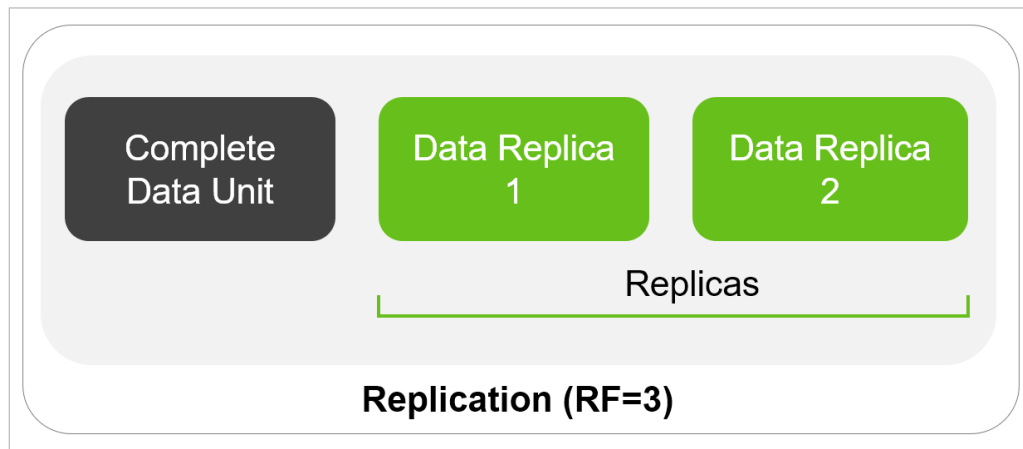 Complete
Data Unit
Data Replica
1
Data Replica
2
Replicas
Replication (RF=3)